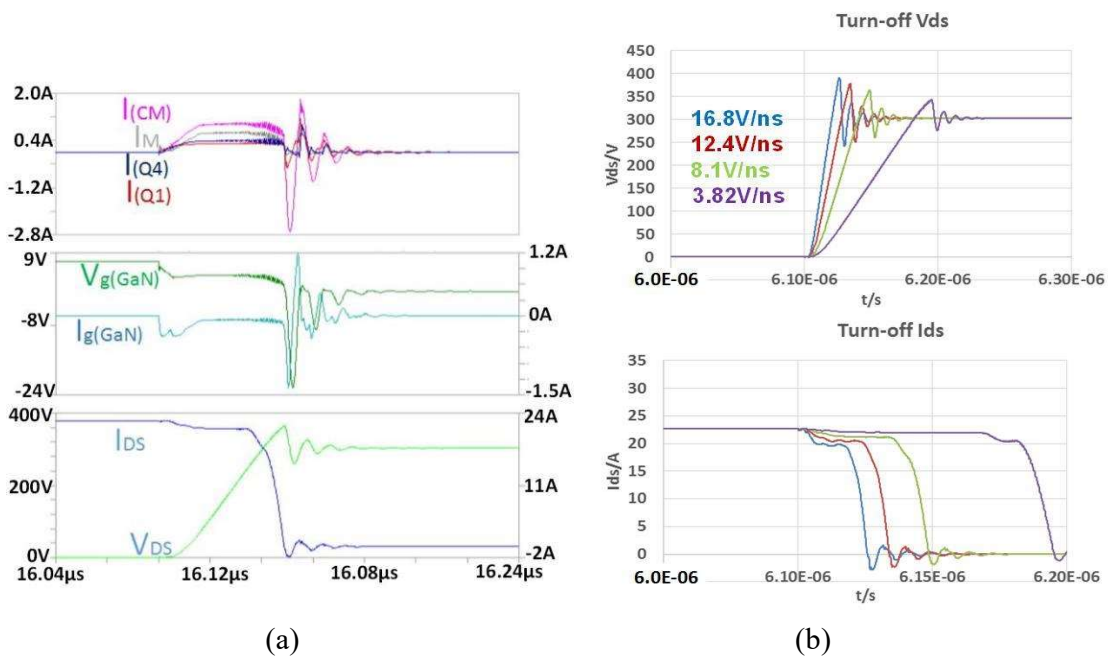 2.0A
0.4A
-1.2A
-2.8A
I(CM)
IM
I(Q4)
I(Q1)
9V
-8V
-24V
Vg(GaN)
Ig(GaN)
1.2A
0A
-1.5A
400V
200V
0V
IDS
VDS
24A
11A
-2A
16.04µs
16.12µs
16.08µs
16.24µs
(a)
Turn-off Vds
450
400
350
300
250
200
150
100
50
0
Vds/V
16.8V/ns
12.4V/ns
8.1V/ns
3.82V/ns
6.0E-06
6.10E-06
6.20E-06
6.30E-06
t/s
Turn-off Ids
35
30
25
20
15
10
5
0
Ids/A
6.0E-06
6.10E-06
6.15E-06
6.20E-06
t/s
(b)